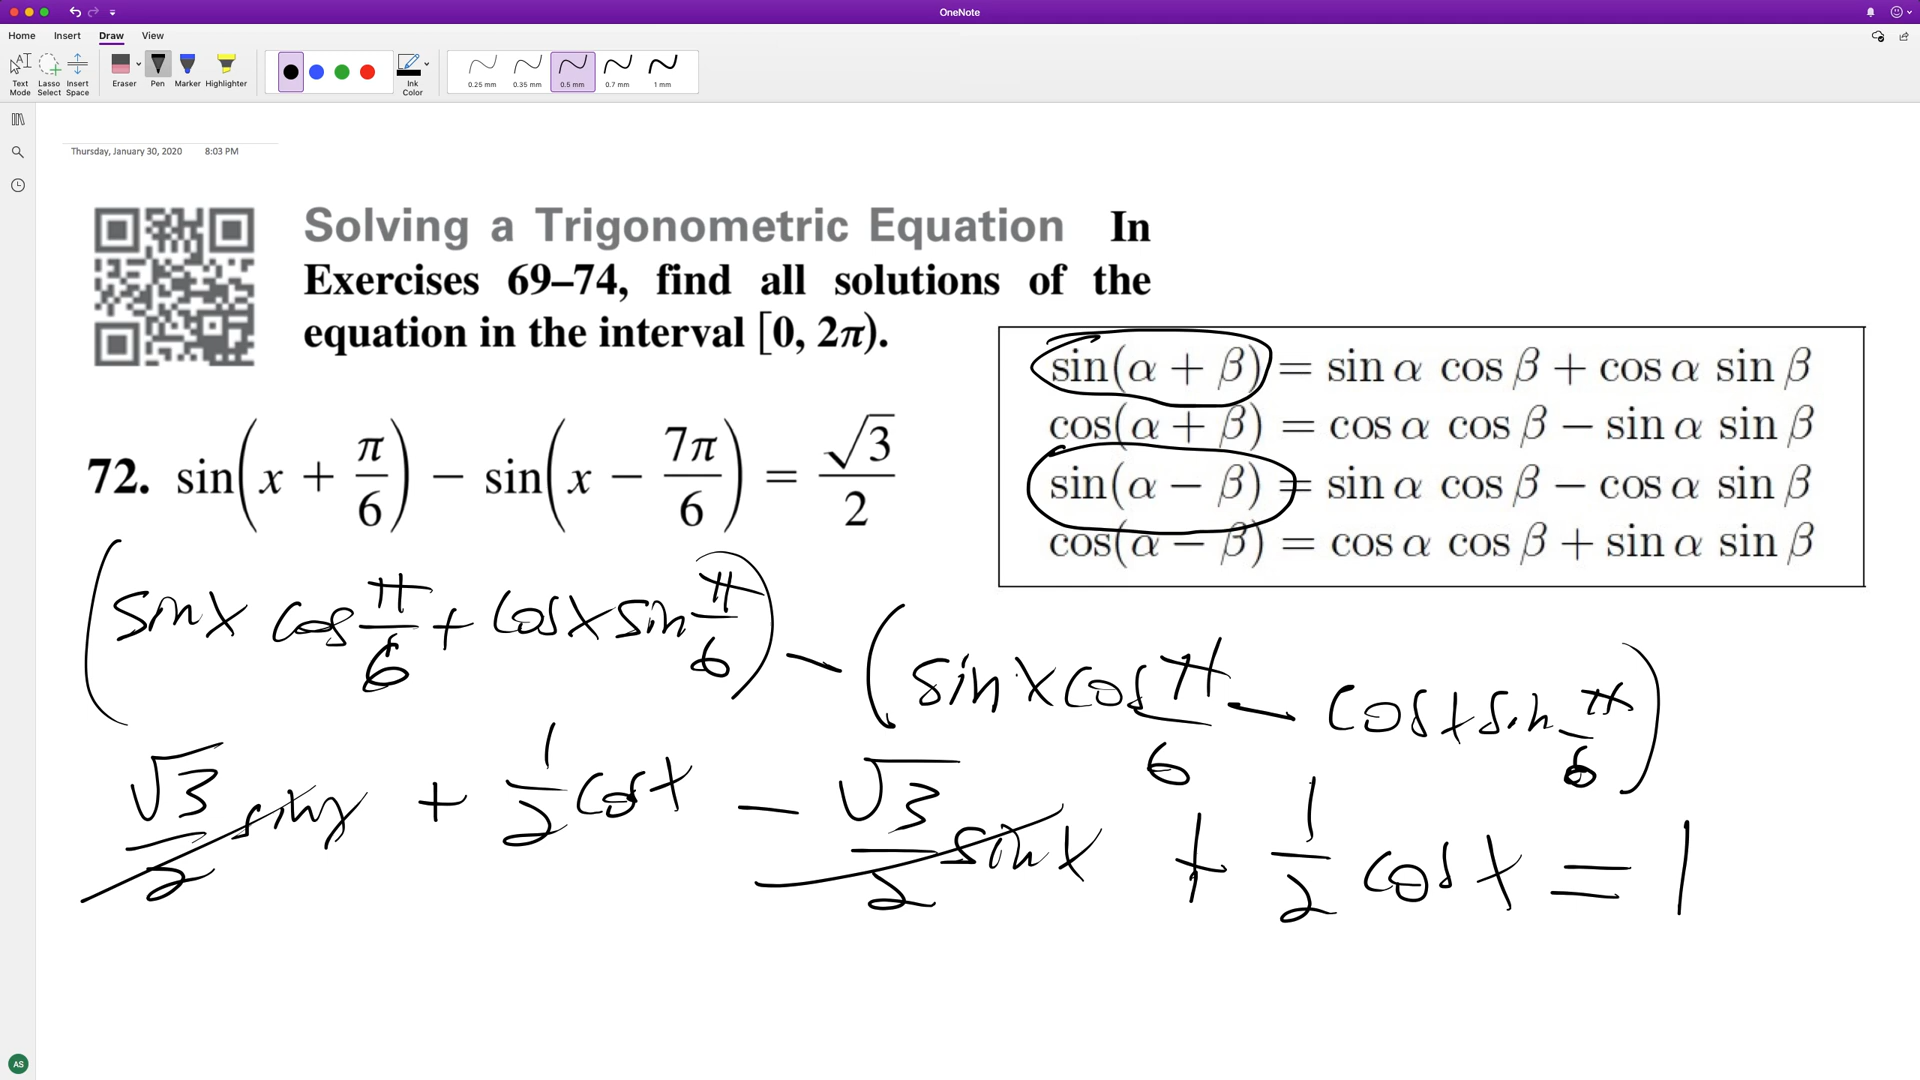 OneNote
Home Insert Draw View
Text Mode Lasso Select Insert Space Eraser Pen Marker Highlighter Ink Color 0.25 mm 0.35 mm 0.5 mm 0.7 mm 1 mm
Thursday, January 30, 2020 8:03 PM
Solving a Trigonometric Equation In
Exercises 69–74, find all solutions of the
equation in the interval [0, 2π).
sin(α + β) = sin α cos β + cos α sin β
cos(α + β) = cos α cos β − sin α sin β
sin(α − β) = sin α cos β − cos α sin β
cos(α − β) = cos α cos β + sin α sin β
72. sin(x + π/6) − sin(x − 7π/6) = √3/2
(sin x cos π/6 + cos x sin π/6) − (sin x cos π/6 − cos x sin π/6)
√3/2 sin x + 1/2 cos x − √3/2 sin x + 1/2 cos x = 1
AS